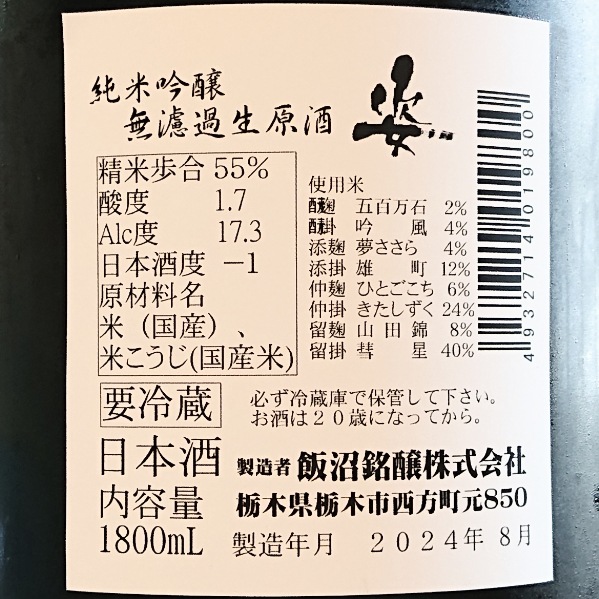 純米吟醸
無濾過生原酒
姿
精米歩合 55%
酸度 1.7
Alc度 17.3
日本酒度 −1
原材料名
米（国産）、
米こうじ(国産米)
使用米
酛麹 五百万石 2%
酛掛 吟風 4%
添麹 夢ささら 4%
添掛 雄町 12%
仲麹 ひとごこち 6%
仲掛 きたしずく 24%
留麹 山田錦 8%
留掛 彗星 40%
4932714019800
要冷蔵
必ず冷蔵庫で保管して下さい。
お酒は２０歳になってから。
日本酒
内容量
1800mL
製造者 飯沼銘醸株式会社
栃木県栃木市西方町元850
製造年月 ２０２４年 ８月